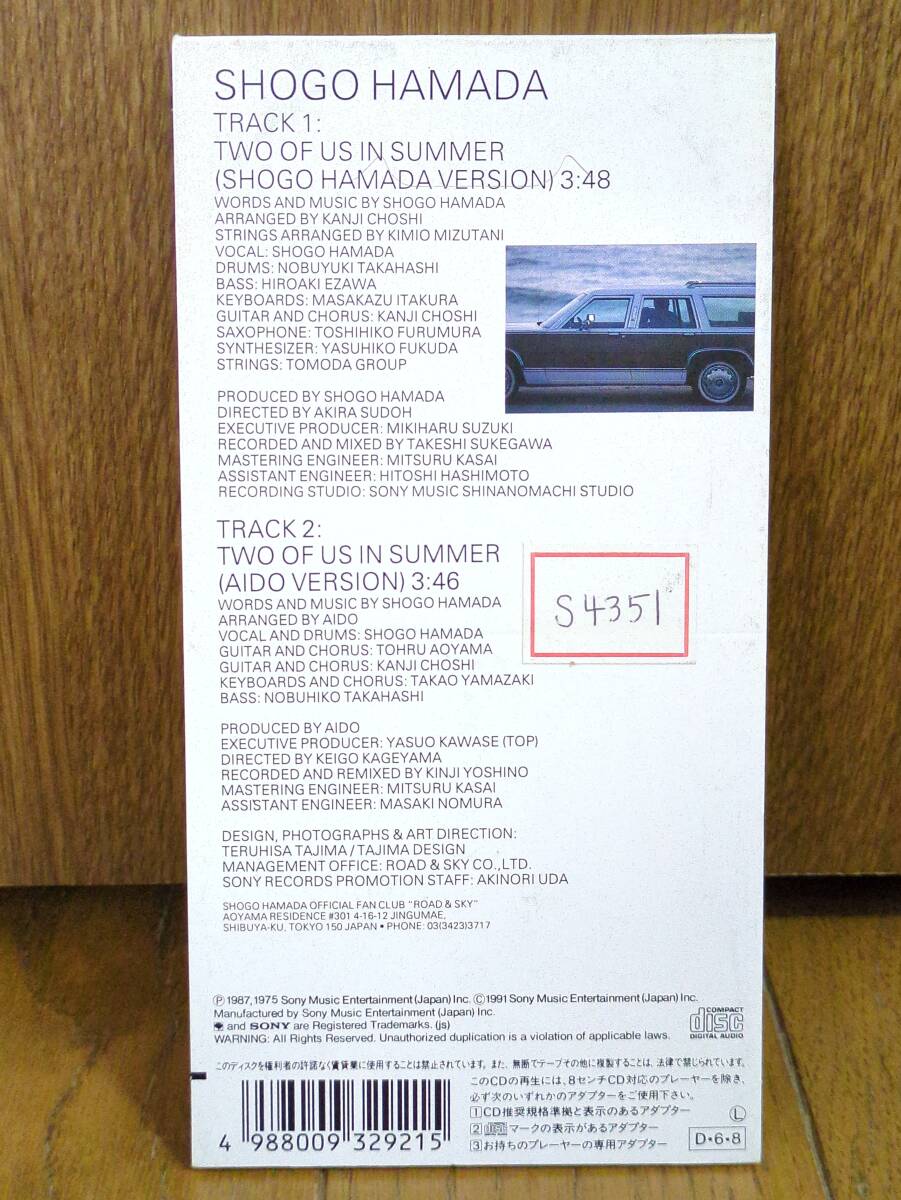 SHOGO HAMADA
TRACK 1:
TWO OF US IN SUMMER
(SHOGO HAMADA VERSION) 3:48
WORDS AND MUSIC BY SHOGO HAMADA
ARRANGED BY KANJI CHOSHI
STRINGS ARRANGED BY KIMIO MIZUTANI
VOCAL: SHOGO HAMADA
DRUMS: NOBUYUKI TAKAHASHI
BASS: HIROAKI EZAWA
KEYBOARDS: MASAKAZU ITAKURA
GUITAR AND CHORUS: KANJI CHOSHI
SAXOPHONE: TOSHIHIKO FURUMURA
SYNTHESIZER: YASUHIKO FUKUDA
STRINGS: TOMODA GROUP
PRODUCED BY SHOGO HAMADA
DIRECTED BY AKIRA SUDOH
EXECUTIVE PRODUCER: MIKIHARU SUZUKI
RECORDED AND MIXED BY TAKESHI SUKEGAWA
MASTERING ENGINEER: MITSURU KASAI
ASSISTANT ENGINEER: HITOSHI HASHIMOTO
RECORDING STUDIO: SONY MUSIC SHINANOMACHI STUDIO
TRACK 2:
TWO OF US IN SUMMER
(AIDO VERSION) 3:46
WORDS AND MUSIC BY SHOGO HAMADA
ARRANGED BY AIDO
VOCAL AND DRUMS: SHOGO HAMADA
GUITAR AND CHORUS: TOHRU AOYAMA
GUITAR AND CHORUS: KANJI CHOSHI
KEYBOARDS AND CHORUS: TAKAO YAMAZAKI
BASS: NOBUHIKO TAKAHASHI
S4351
PRODUCED BY AIDO
EXECUTIVE PRODUCER: YASUO KAWASE (TOP)
DIRECTED BY KEIGO KAGEYAMA
RECORDED AND REMIXED BY KINJI YOSHINO
MASTERING ENGINEER: MITSURU KASAI
ASSISTANT ENGINEER: MASAKI NOMURA
DESIGN, PHOTOGRAPHS & ART DIRECTION:
TERUHISA TAJIMA / TAJIMA DESIGN
MANAGEMENT OFFICE: ROAD & SKY CO.,LTD.
SONY RECORDS PROMOTION STAFF: AKINORI UDA
SHOGO HAMADA OFFICIAL FAN CLUB "ROAD & SKY"
AOYAMA RESIDENCE #301 4-16-12 JINGUMAE,
SHIBUYA-KU, TOKYO 150 JAPAN • PHONE: 03(3423)3717
Ⓟ 1987, 1975 Sony Music Entertainment (Japan) Inc. Ⓒ 1991 Sony Music Entertainment (Japan) Inc.
Manufactured by Sony Music Entertainment (Japan) Inc.
and SONY are Registered Trademarks. (js)
WARNING: All Rights Reserved. Unauthorized duplication is a violation of applicable laws.
COMPACT
disc
DIGITAL AUDIO
このディスクを権利者の許諾なく賃貸業に使用することは禁止されています。また、無断でテープその他に複製することは、法律で禁じられています。
このCDの再生には、8センチCD対応のプレーヤーを除き、
必ず次のいずれかのアダプターをご使用下さい。
1 CD推奨規格準拠と表示のあるアダプター
2 マークの表示があるアダプター
3 お持ちのプレーヤーの専用アダプター
Ⓛ
D・6・8
4 988009 329215